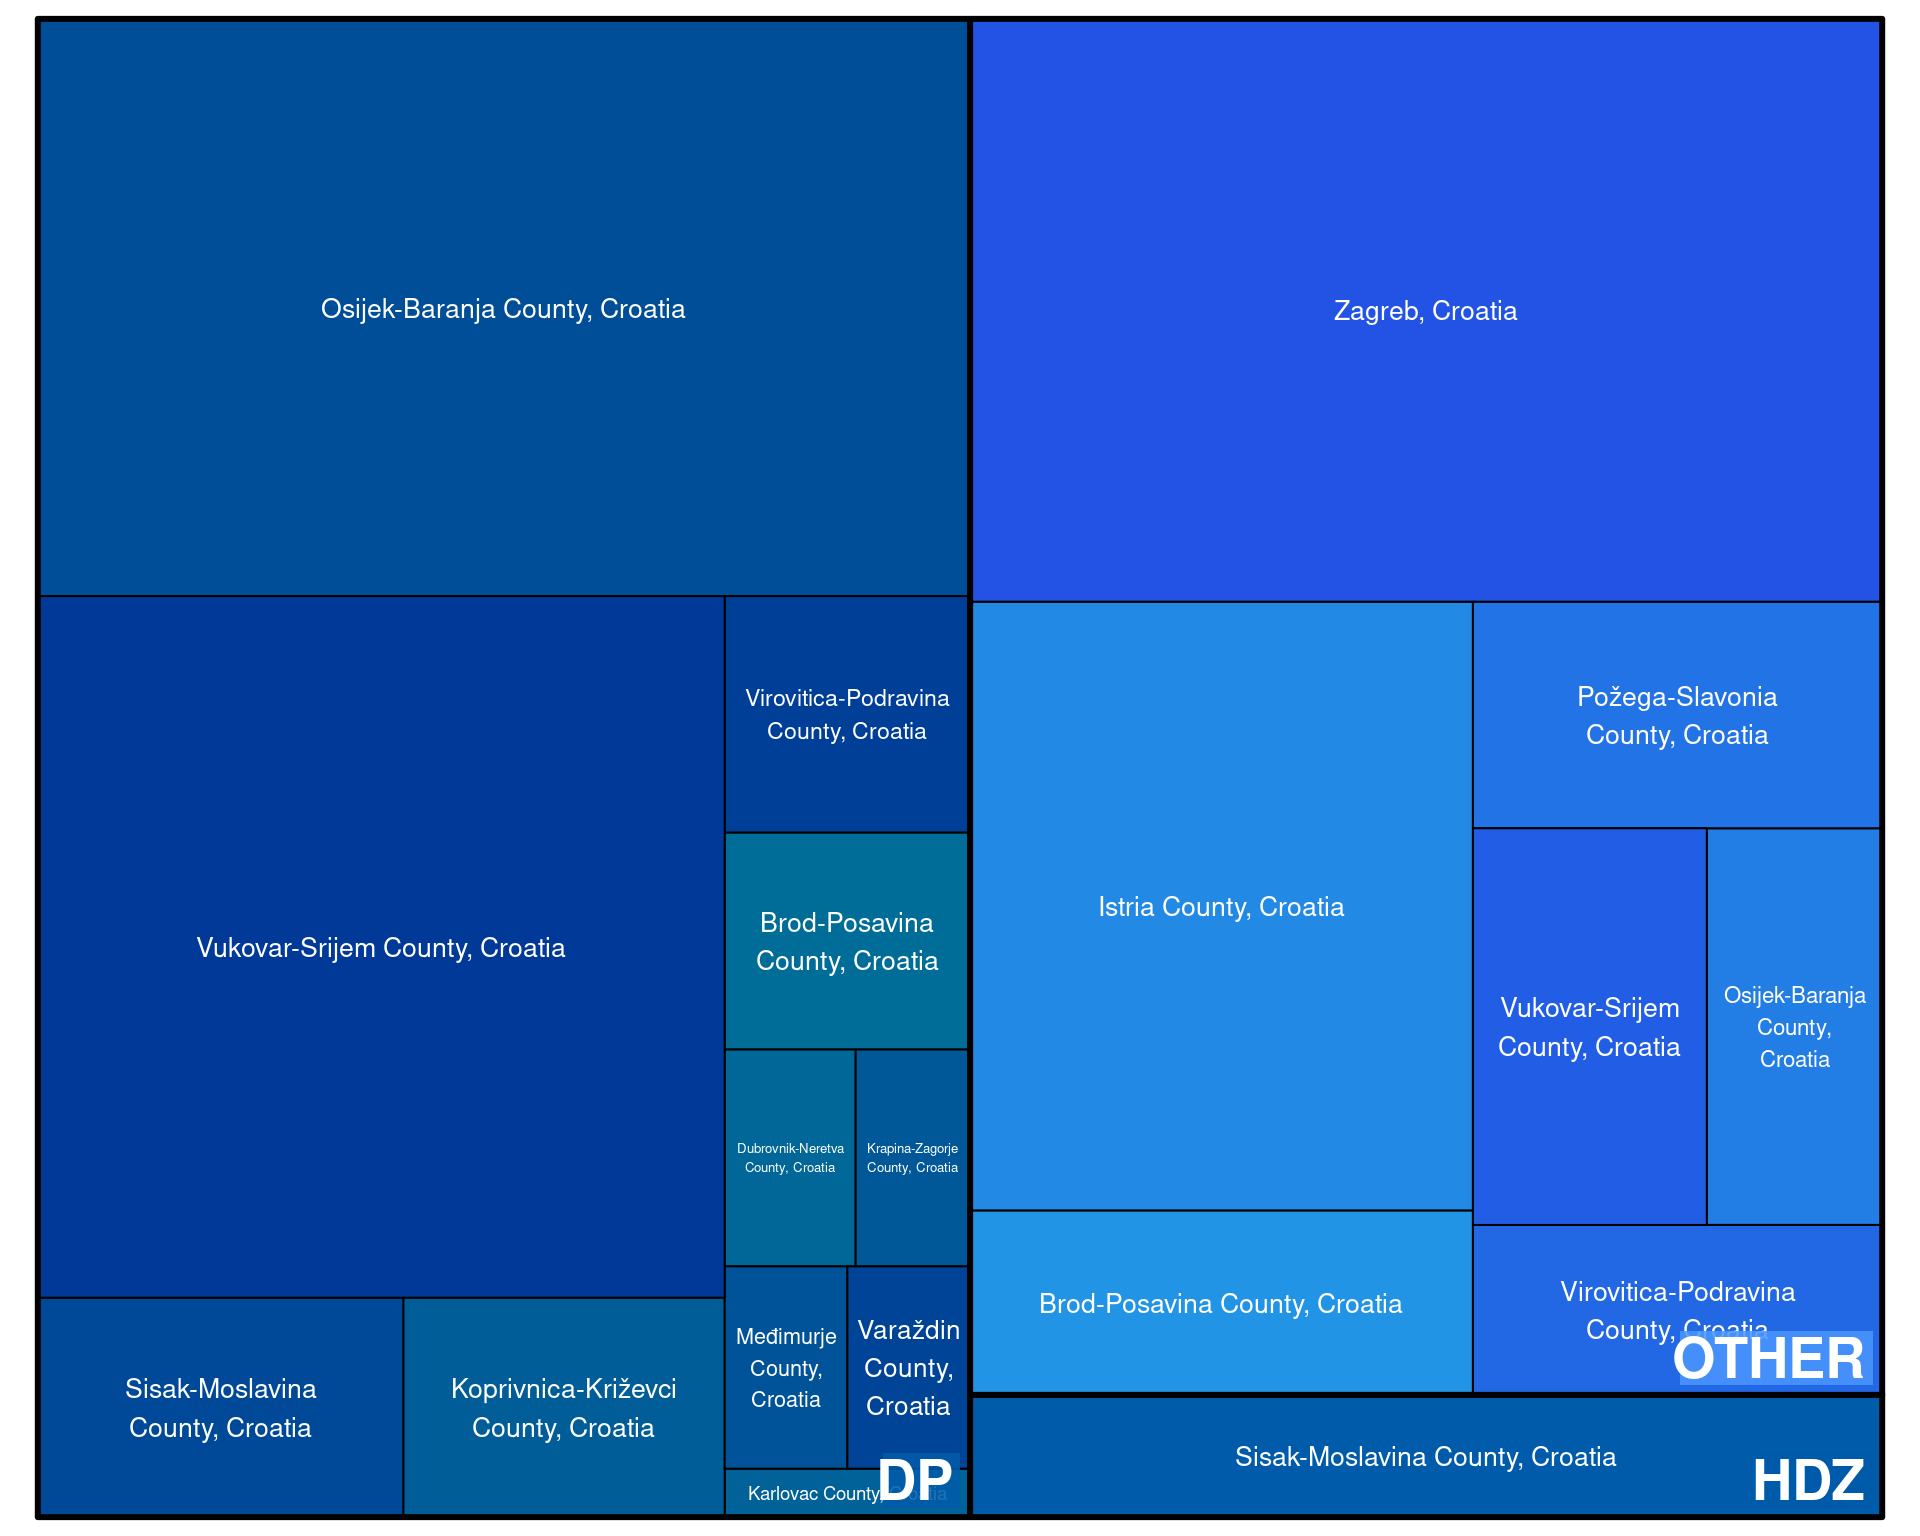 Osijek-Baranja County, Croatia
Vukovar-Srijem County, Croatia
Virovitica-Podravina
County, Croatia
Brod-Posavina
County, Croatia
Dubrovnik-Neretva
County, Croatia
Krapina-Zagorje
County, Croatia
Sisak-Moslavina
County, Croatia
Koprivnica-Križevci
County, Croatia
Međimurje
County,
Croatia
Varaždin
County,
Croatia
Karlovac County, Croatia
DP
Zagreb, Croatia
Istria County, Croatia
Požega-Slavonia
County, Croatia
Vukovar-Srijem
County, Croatia
Osijek-Baranja
County,
Croatia
Brod-Posavina County, Croatia
Virovitica-Podravina
County, Croatia
OTHER
Sisak-Moslavina County, Croatia
HDZ